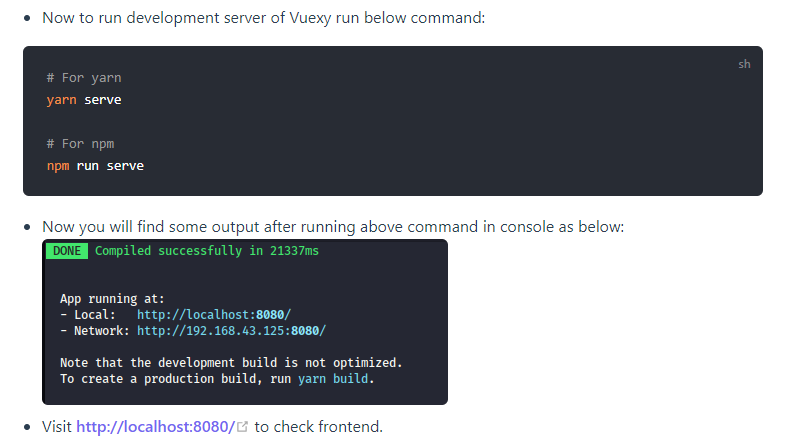 Now to run development server of Vuexy run below command:
sh
# For yarn
yarn serve
# For npm
npm run serve
Now you will find some output after running above command in console as below:
DONE Compiled successfully in 21337ms
App running at:
- Local: http://localhost:8080/
- Network: http://192.168.43.125:8080/
Note that the development build is not optimized.
To create a production build, run yarn build.
Visit http://localhost:8080/ to check frontend.